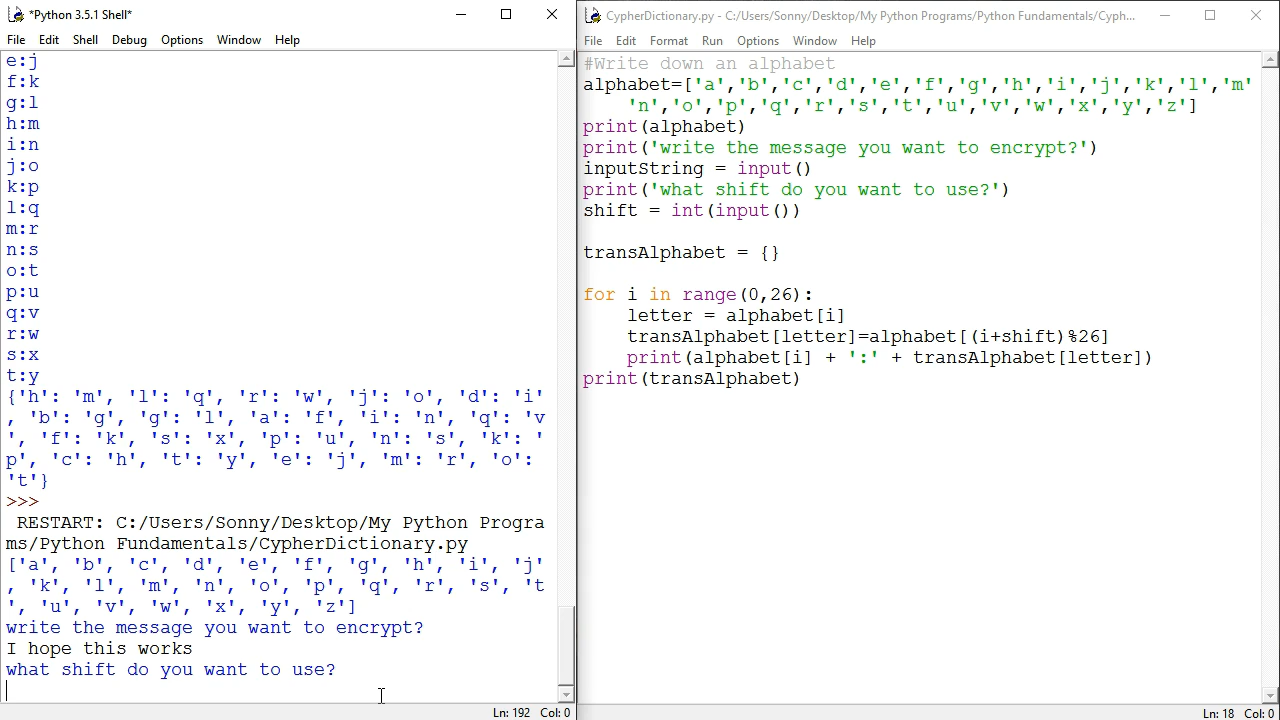 *Python 3.5.1 Shell*
File Edit Shell Debug Options Window Help
e:j
f:k
g:l
h:m
i:n
j:o
k:p
l:q
m:r
n:s
o:t
p:u
q:v
r:w
s:x
t:y
{'h': 'm', 'l': 'q', 'r': 'w', 'j': 'o', 'd': 'i'
, 'b': 'g', 'g': 'l', 'a': 'f', 'i': 'n', 'q': 'v
', 'f': 'k', 's': 'x', 'p': 'u', 'n': 's', 'k': '
p', 'c': 'h', 't': 'y', 'e': 'j', 'm': 'r', 'o':
't'}
>>>
RESTART: C:/Users/Sonny/Desktop/My Python Progra
ms/Python Fundamentals/CypherDictionary.py
['a', 'b', 'c', 'd', 'e', 'f', 'g', 'h', 'i', 'j'
, 'k', 'l', 'm', 'n', 'o', 'p', 'q', 'r', 's', 't
', 'u', 'v', 'w', 'x', 'y', 'z']
write the message you want to encrypt?
I hope this works
what shift do you want to use?
Ln: 192 Col: 0
CypherDictionary.py - C:/Users/Sonny/Desktop/My Python Programs/Python Fundamentals/Cyph...
File Edit Format Run Options Window Help
#Write down an alphabet
alphabet=['a','b','c','d','e','f','g','h','i','j','k','l','m'
'n','o','p','q','r','s','t','u','v','w','x','y','z']
print(alphabet)
print('write the message you want to encrypt?')
inputString = input()
print('what shift do you want to use?')
shift = int(input())
transAlphabet = {}
for i in range(0,26):
letter = alphabet[i]
transAlphabet[letter]=alphabet[(i+shift)%26]
print(alphabet[i] + ':' + transAlphabet[letter])
print(transAlphabet)
Ln: 18 Col: 0